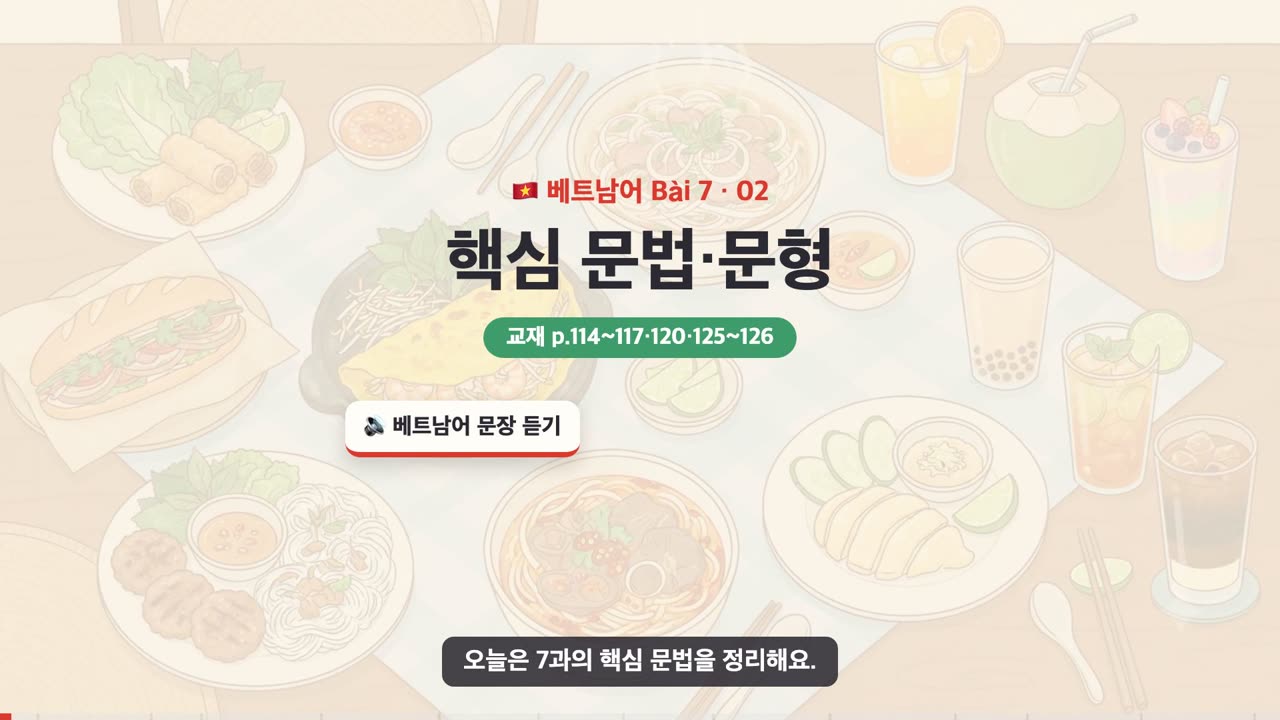 베트남어 Bài 7 · 02
핵심 문법·문형
교재 p.114~117·120·125~126
베트남어 문장 듣기
오늘은 7과의 핵심 문법을 정리해요.